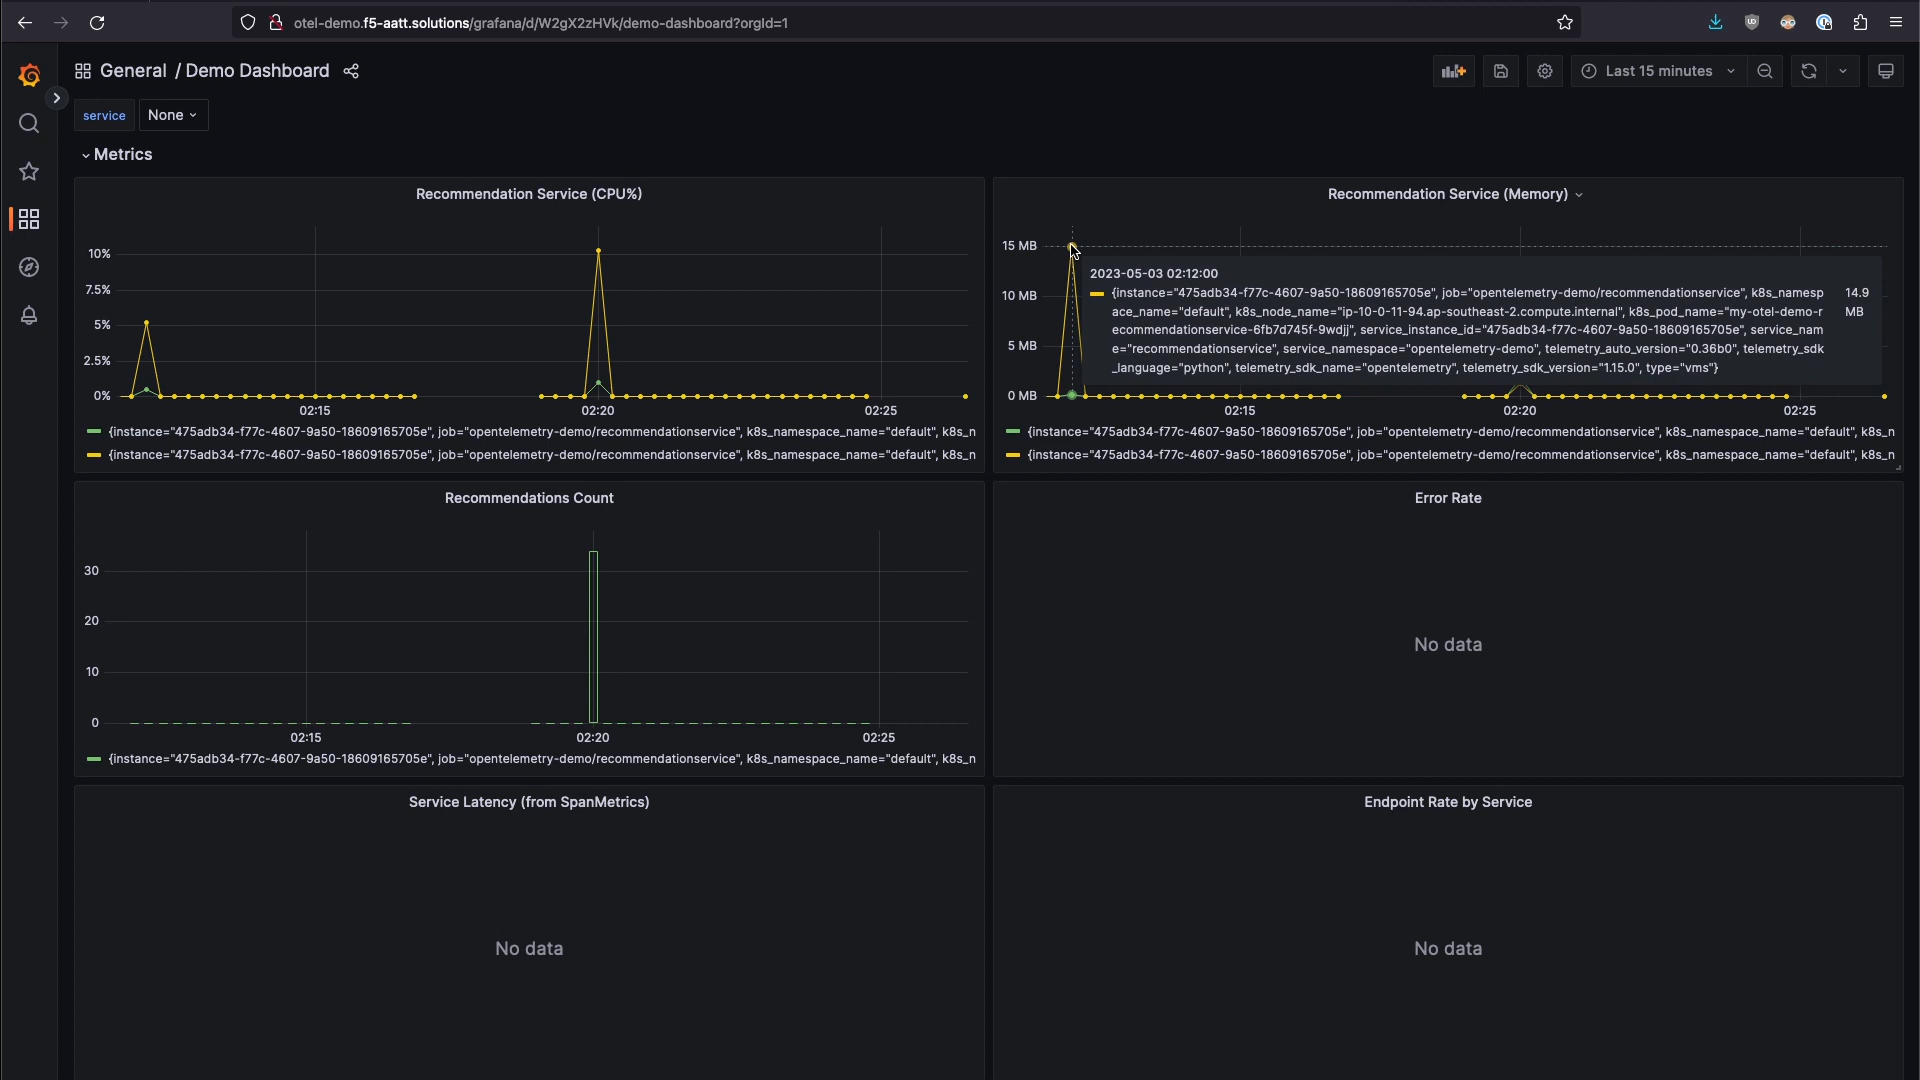 otel-demo.f5-aatt.solutions/grafana/d/W2gX2zHVk/demo-dashboard?orgId=1
General / Demo Dashboard
Last 15 minutes
service
None
Metrics
Recommendation Service (CPU%)
10%
7.5%
5%
2.5%
0%
02:15
02:20
02:25
{instance="475adb34-f77c-4607-9a50-18609165705e", job="opentelemetry-demo/recommendationservice", k8s_namespace_name="default", k8s_n
{instance="475adb34-f77c-4607-9a50-18609165705e", job="opentelemetry-demo/recommendationservice", k8s_namespace_name="default", k8s_n
Recommendation Service (Memory)
15 MB
10 MB
5 MB
0 MB
2023-05-03 02:12:00
{instance="475adb34-f77c-4607-9a50-18609165705e", job="opentelemetry-demo/recommendationservice", k8s_namesp
ace_name="default", k8s_node_name="ip-10-0-11-94.ap-southeast-2.compute.internal", k8s_pod_name="my-otel-demo-r
ecommendationservice-6fb7d745f-9wdjj", service_instance_id="475adb34-f77c-4607-9a50-18609165705e", service_nam
e="recommendationservice", service_namespace="opentelemetry-demo", telemetry_auto_version="0.36b0", telemetry_sdk
_language="python", telemetry_sdk_name="opentelemetry", telemetry_sdk_version="1.15.0", type="vms"}
14.9
MB
02:15
02:20
02:25
{instance="475adb34-f77c-4607-9a50-18609165705e", job="opentelemetry-demo/recommendationservice", k8s_namespace_name="default", k8s_n
{instance="475adb34-f77c-4607-9a50-18609165705e", job="opentelemetry-demo/recommendationservice", k8s_namespace_name="default", k8s_n
Recommendations Count
30
20
10
0
02:15
02:20
02:25
{instance="475adb34-f77c-4607-9a50-18609165705e", job="opentelemetry-demo/recommendationservice", k8s_namespace_name="default", k8s_n
Error Rate
No data
Service Latency (from SpanMetrics)
No data
Endpoint Rate by Service
No data